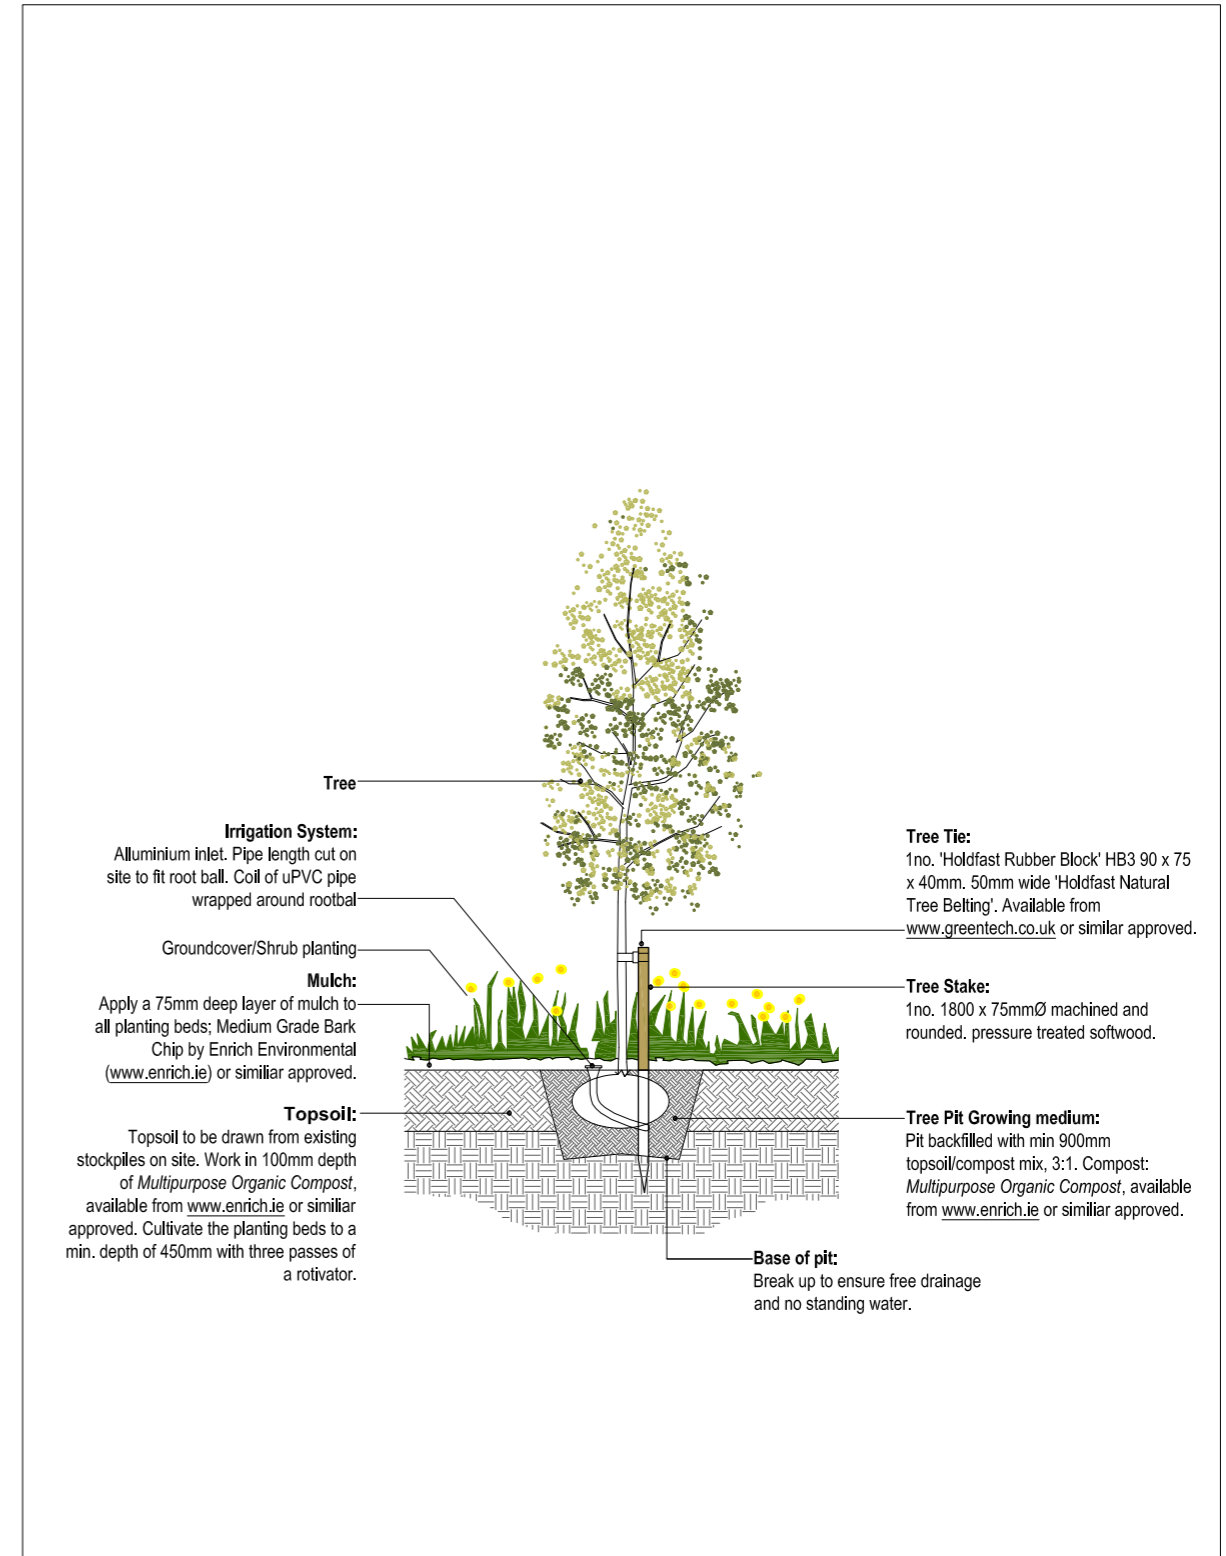 Tree
Irrigation System:
Alluminium inlet. Pipe length cut on
site to fit root ball. Coil of uPVC pipe
wrapped around rootbal
Groundcover/Shrub planting
Mulch:
Apply a 75mm deep layer of mulch to
all planting beds; Medium Grade Bark
Chip by Enrich Environmental
(www.enrich.ie) or similiar approved.
Topsoil:
Topsoil to be drawn from existing
stockpiles on site. Work in 100mm depth
of Multipurpose Organic Compost,
available from www.enrich.ie or similiar
approved. Cultivate the planting beds to a
min. depth of 450mm with three passes of
a rotivator.
Tree Tie:
1no. 'Holdfast Rubber Block' HB3 90 x 75
x 40mm. 50mm wide 'Holdfast Natural
Tree Belting'. Available from
www.greentech.co.uk or similar approved.
Tree Stake:
1no. 1800 x 75mmØ machined and
rounded. pressure treated softwood.
Tree Pit Growing medium:
Pit backfilled with min 900mm
topsoil/compost mix, 3:1. Compost:
Multipurpose Organic Compost, available
from www.enrich.ie or similiar approved.
Base of pit:
Break up to ensure free drainage
and no standing water.